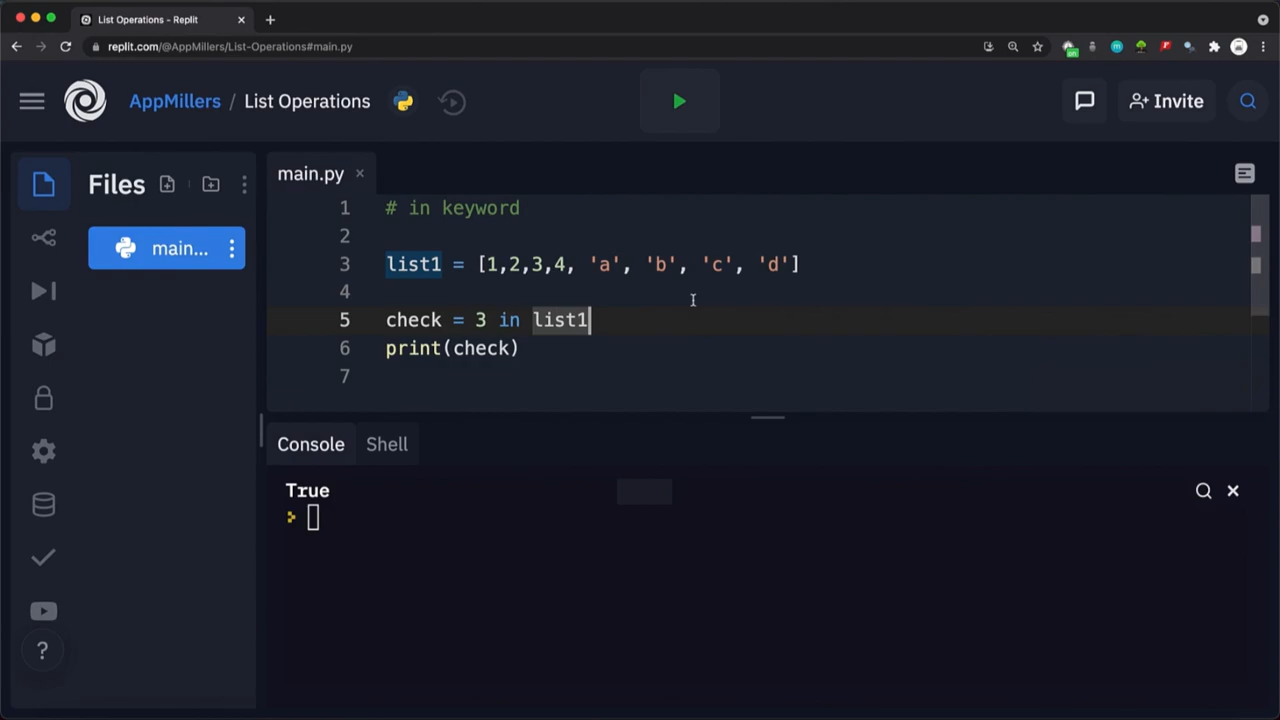 List Operations - Replit
replit.com/@AppMillers/List-Operations#main.py
AppMillers / List Operations
Invite
Files
main...
main.py
1 # in keyword
2
3 list1 = [1,2,3,4, 'a', 'b', 'c', 'd']
4
5 check = 3 in list1
6 print(check)
7
Console Shell
True
?